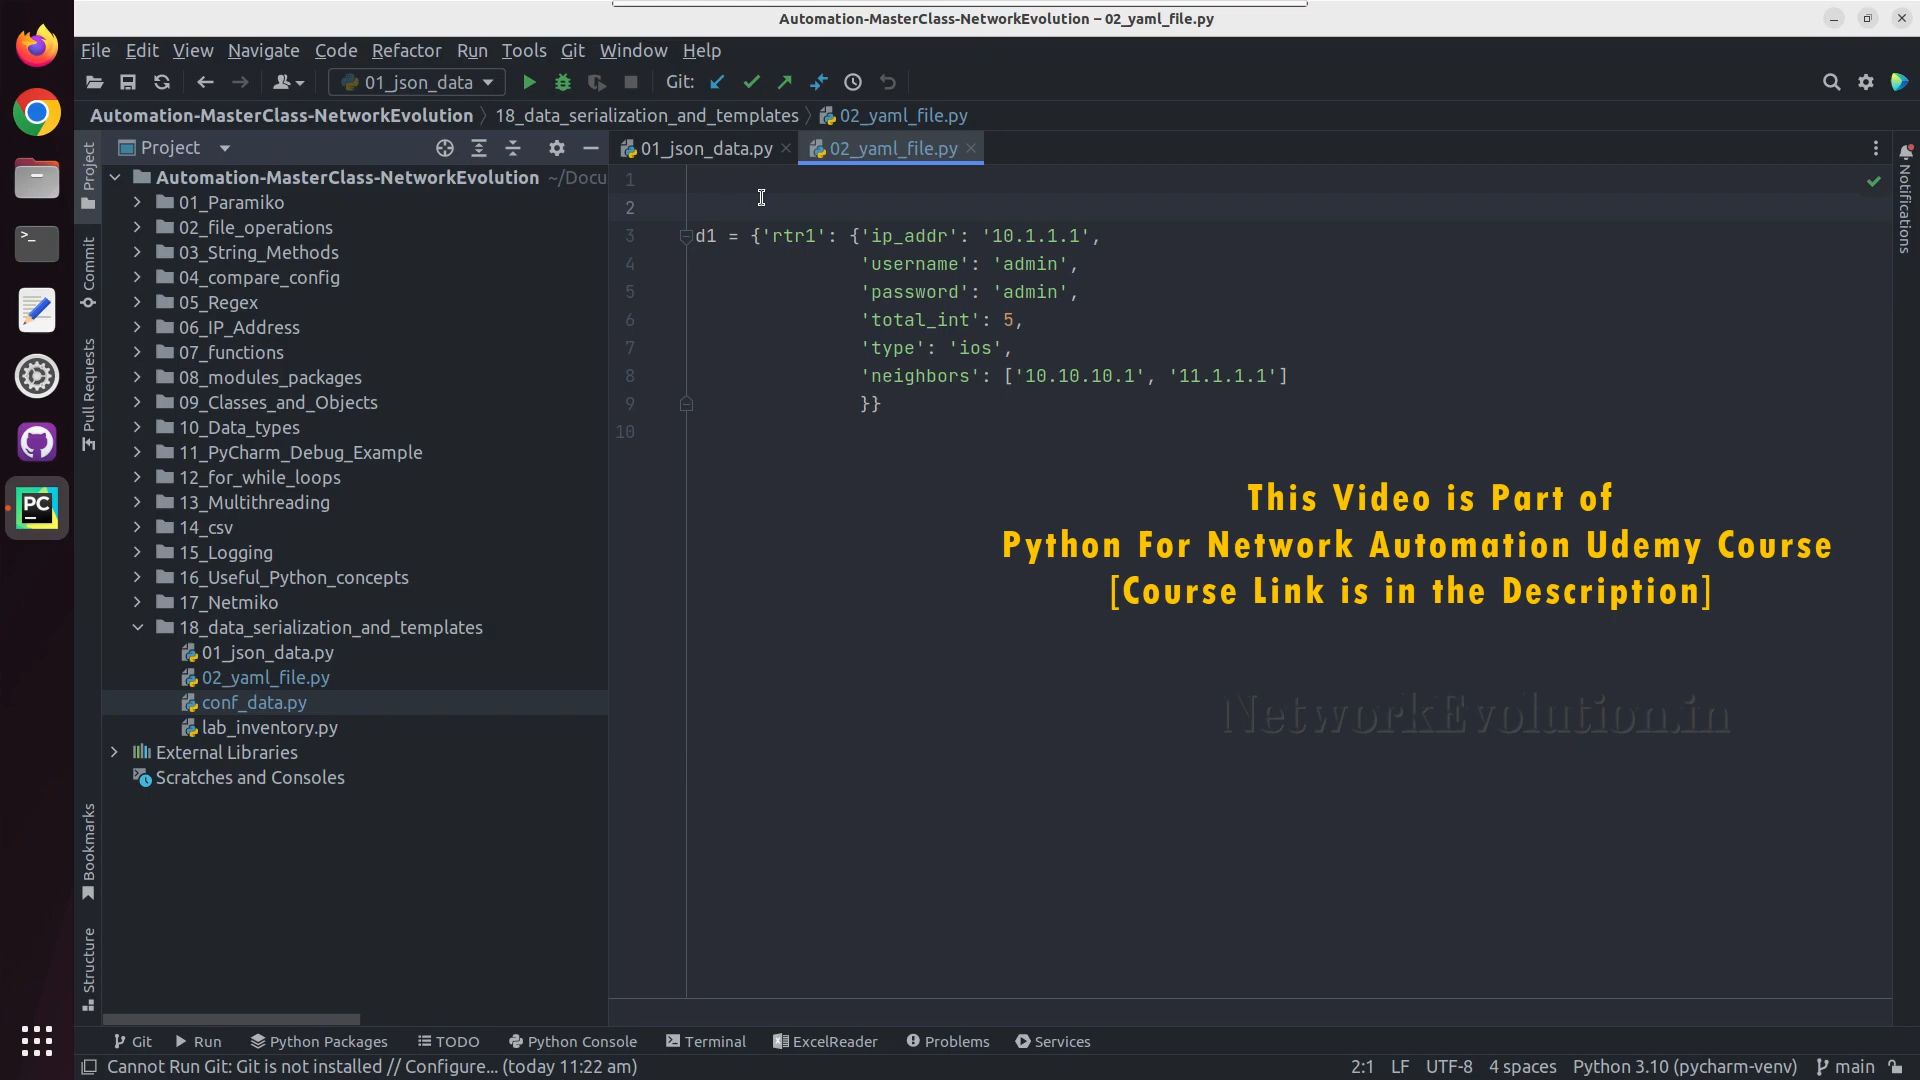 Automation-MasterClass-NetworkEvolution – 02_yaml_file.py
File Edit View Navigate Code Refactor Run Tools Git Window Help
01_json_data Git:
Automation-MasterClass-NetworkEvolution 18_data_serialization_and_templates 02_yaml_file.py
Project
Project
01_json_data.py 02_yaml_file.py
Notifications
Automation-MasterClass-NetworkEvolution ~/Docu
01_Paramiko
02_file_operations
03_String_Methods
04_compare_config
05_Regex
06_IP_Address
07_functions
08_modules_packages
09_Classes_and_Objects
10_Data_types
11_PyCharm_Debug_Example
12_for_while_loops
13_Multithreading
14_csv
15_Logging
16_Useful_Python_concepts
17_Netmiko
18_data_serialization_and_templates
01_json_data.py
02_yaml_file.py
conf_data.py
lab_inventory.py
External Libraries
Scratches and Consoles
Commit
Pull Requests
Bookmarks
Structure
1
2
3 d1 = {'rtr1': {'ip_addr': '10.1.1.1',
4 'username': 'admin',
5 'password': 'admin',
6 'total_int': 5,
7 'type': 'ios',
8 'neighbors': ['10.10.10.1', '11.1.1.1']
9 }}
10
This Video is Part of
Python For Network Automation Udemy Course
[Course Link is in the Description]
NetworkEvolution.in
PC
Git Run Python Packages TODO Python Console Terminal ExcelReader Problems Services
Cannot Run Git: Git is not installed // Configure... (today 11:22 am) 2:1 LF UTF-8 4 spaces Python 3.10 (pycharm-venv) main